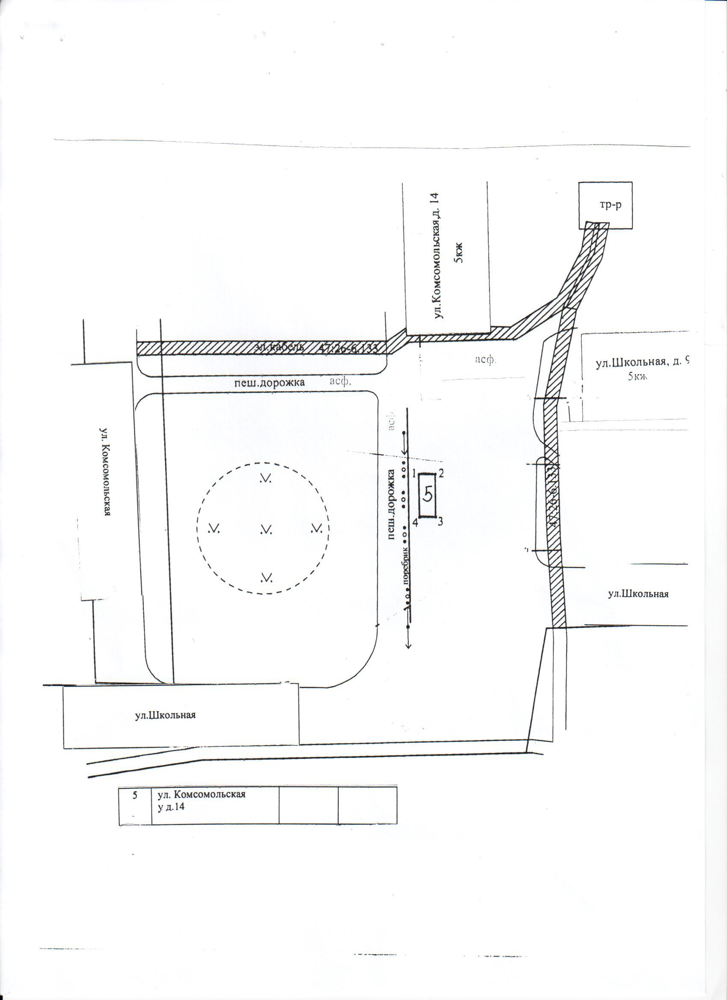 ул.Комсомольская,д. 14
5кж
тр-р
эл.кабель 47:26-6.133
асф.
ул.Школьная, д. 9
5кж
пеш.дорожка асф.
асф.
ул. Комсомольская
пеш.дорожка
1 2
5
4 3
47:26-6.133
поребрик
ул.Школьная
ул.Школьная
5 ул. Комсомольская
у д.14